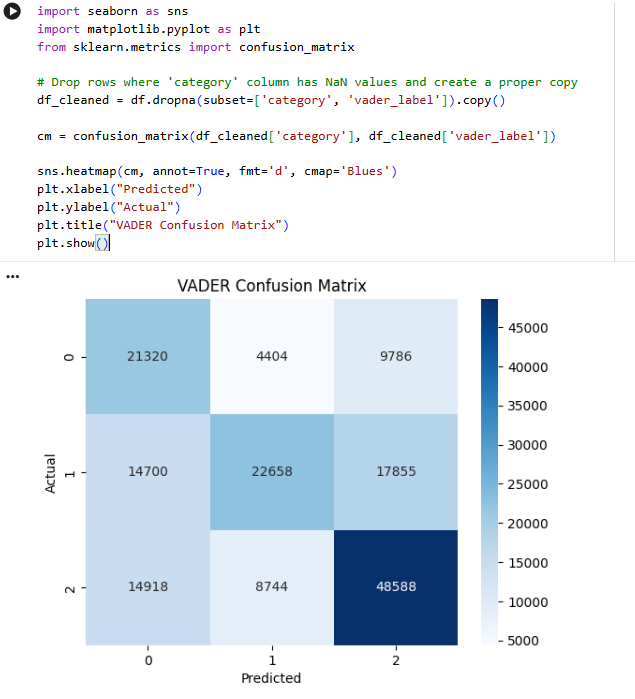 import seaborn as sns
import matplotlib.pyplot as plt
from sklearn.metrics import confusion_matrix
# Drop rows where 'category' column has NaN values and create a proper copy
df_cleaned = df.dropna(subset=['category', 'vader_label']).copy()
cm = confusion_matrix(df_cleaned['category'], df_cleaned['vader_label'])
sns.heatmap(cm, annot=True, fmt='d', cmap='Blues')
plt.xlabel("Predicted")
plt.ylabel("Actual")
plt.title("VADER Confusion Matrix")
plt.show()
VADER Confusion Matrix
0 21320 4404 9786
1 14700 22658 17855
2 14918 8744 48588
Actual
0 1 2
Predicted
45000
40000
35000
30000
25000
20000
15000
10000
5000